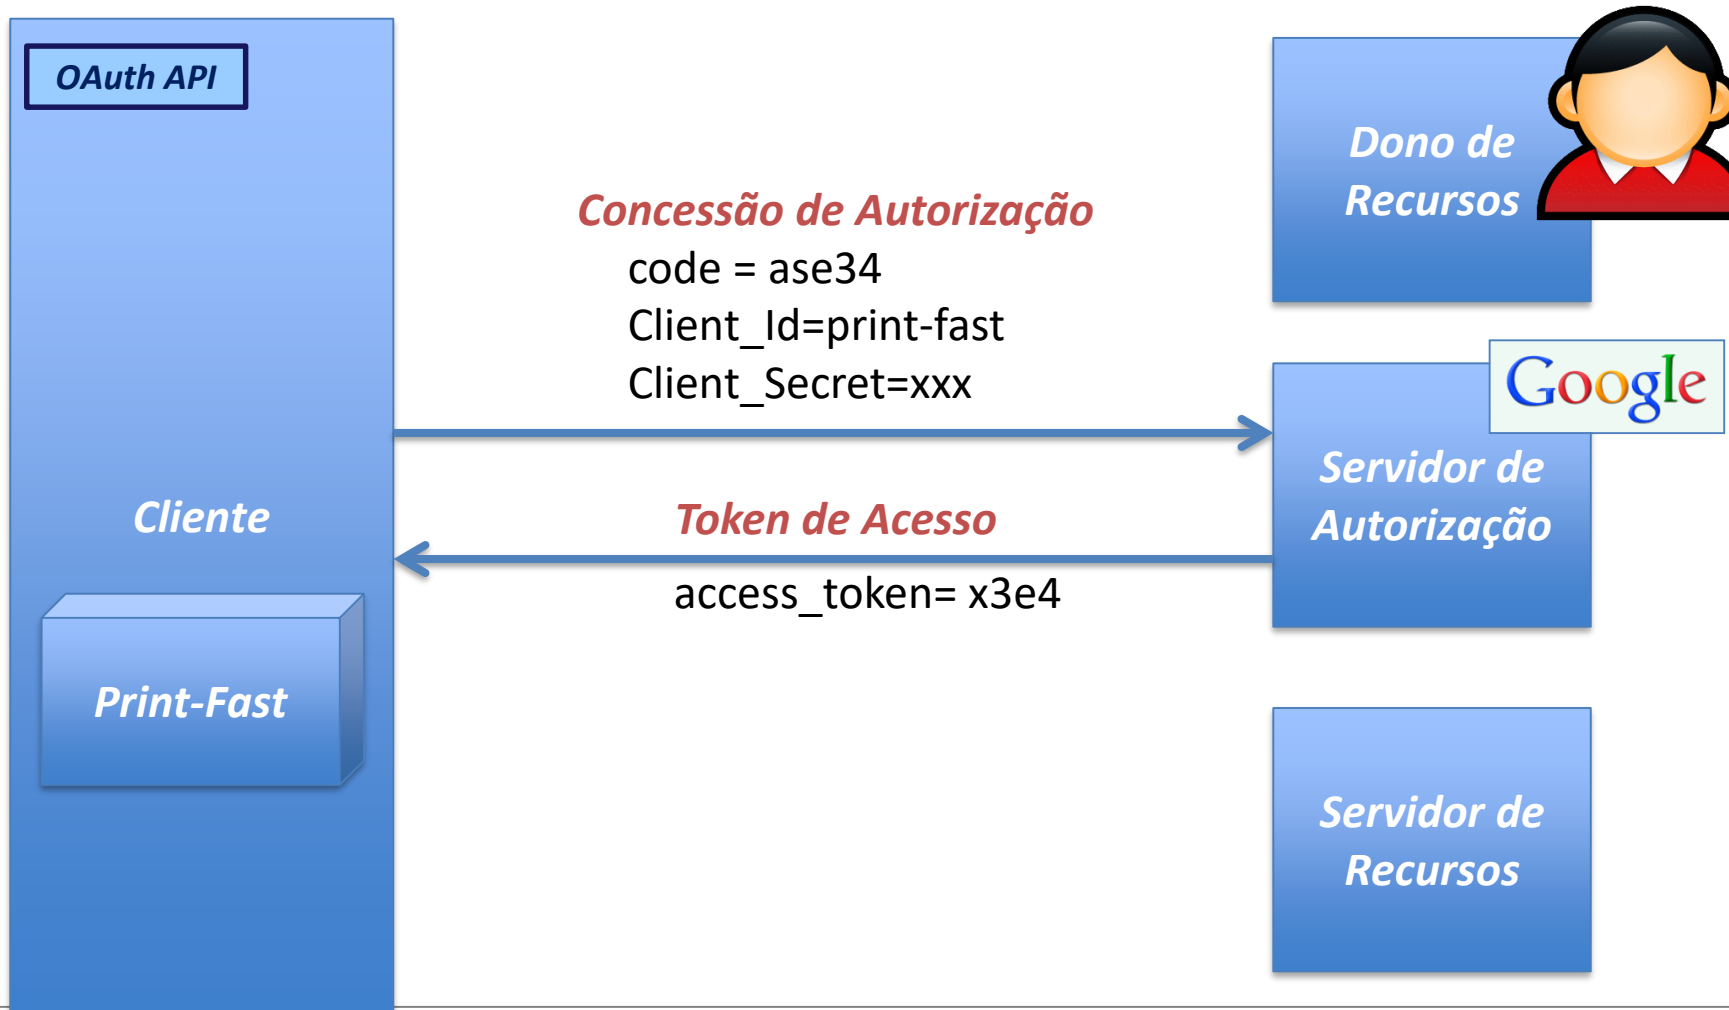 OAuth API
Cliente
Print-Fast
Concessão de Autorização
code = ase34
Client_Id=print-fast
Client_Secret=xxx
Token de Acesso
access_token= x3e4
Dono de
Recursos
Google
Servidor de
Autorização
Servidor de
Recursos